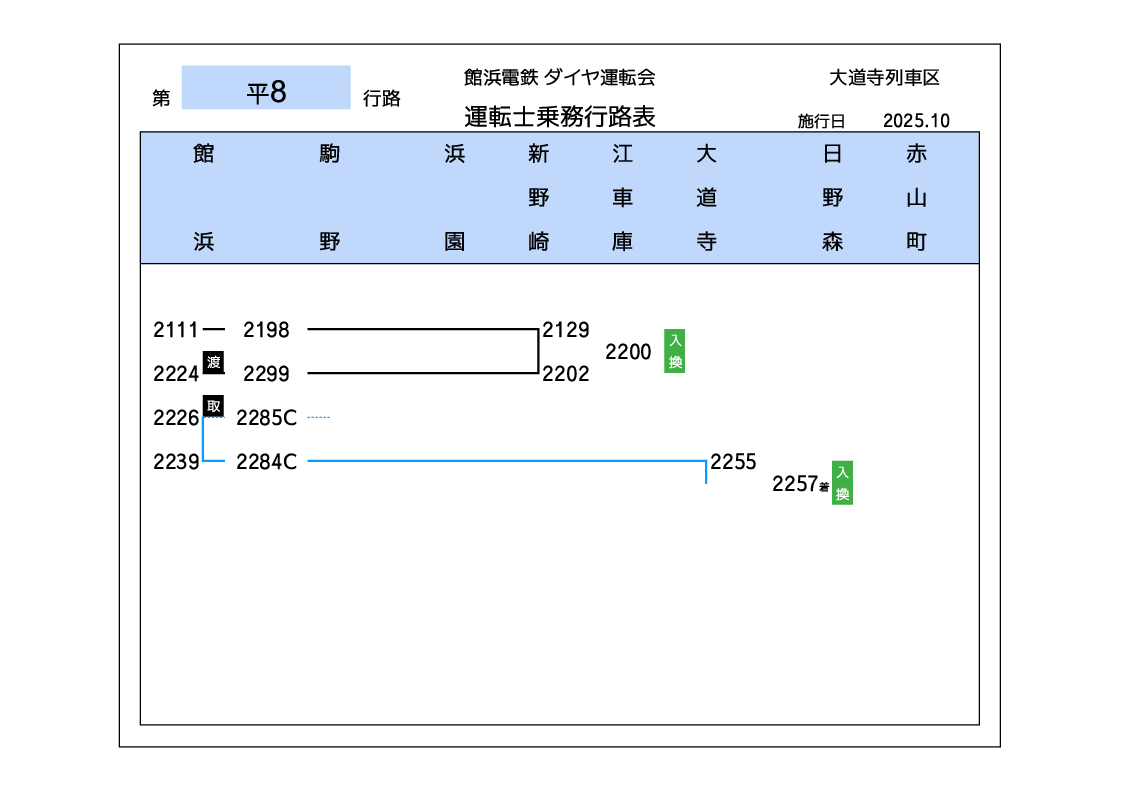 館浜電鉄 ダイヤ運転会
大道寺列車区
第 平8 行路
運転士乗務行路表
施行日 2025.10
館浜 駒野 浜園 新野崎 江車庫 大道寺 日野森 赤山町
2111 2198 2129
2200 入換
2224 渡 2299 2202
2226 取 2285C
2239 2284C 2255
2257着 入換